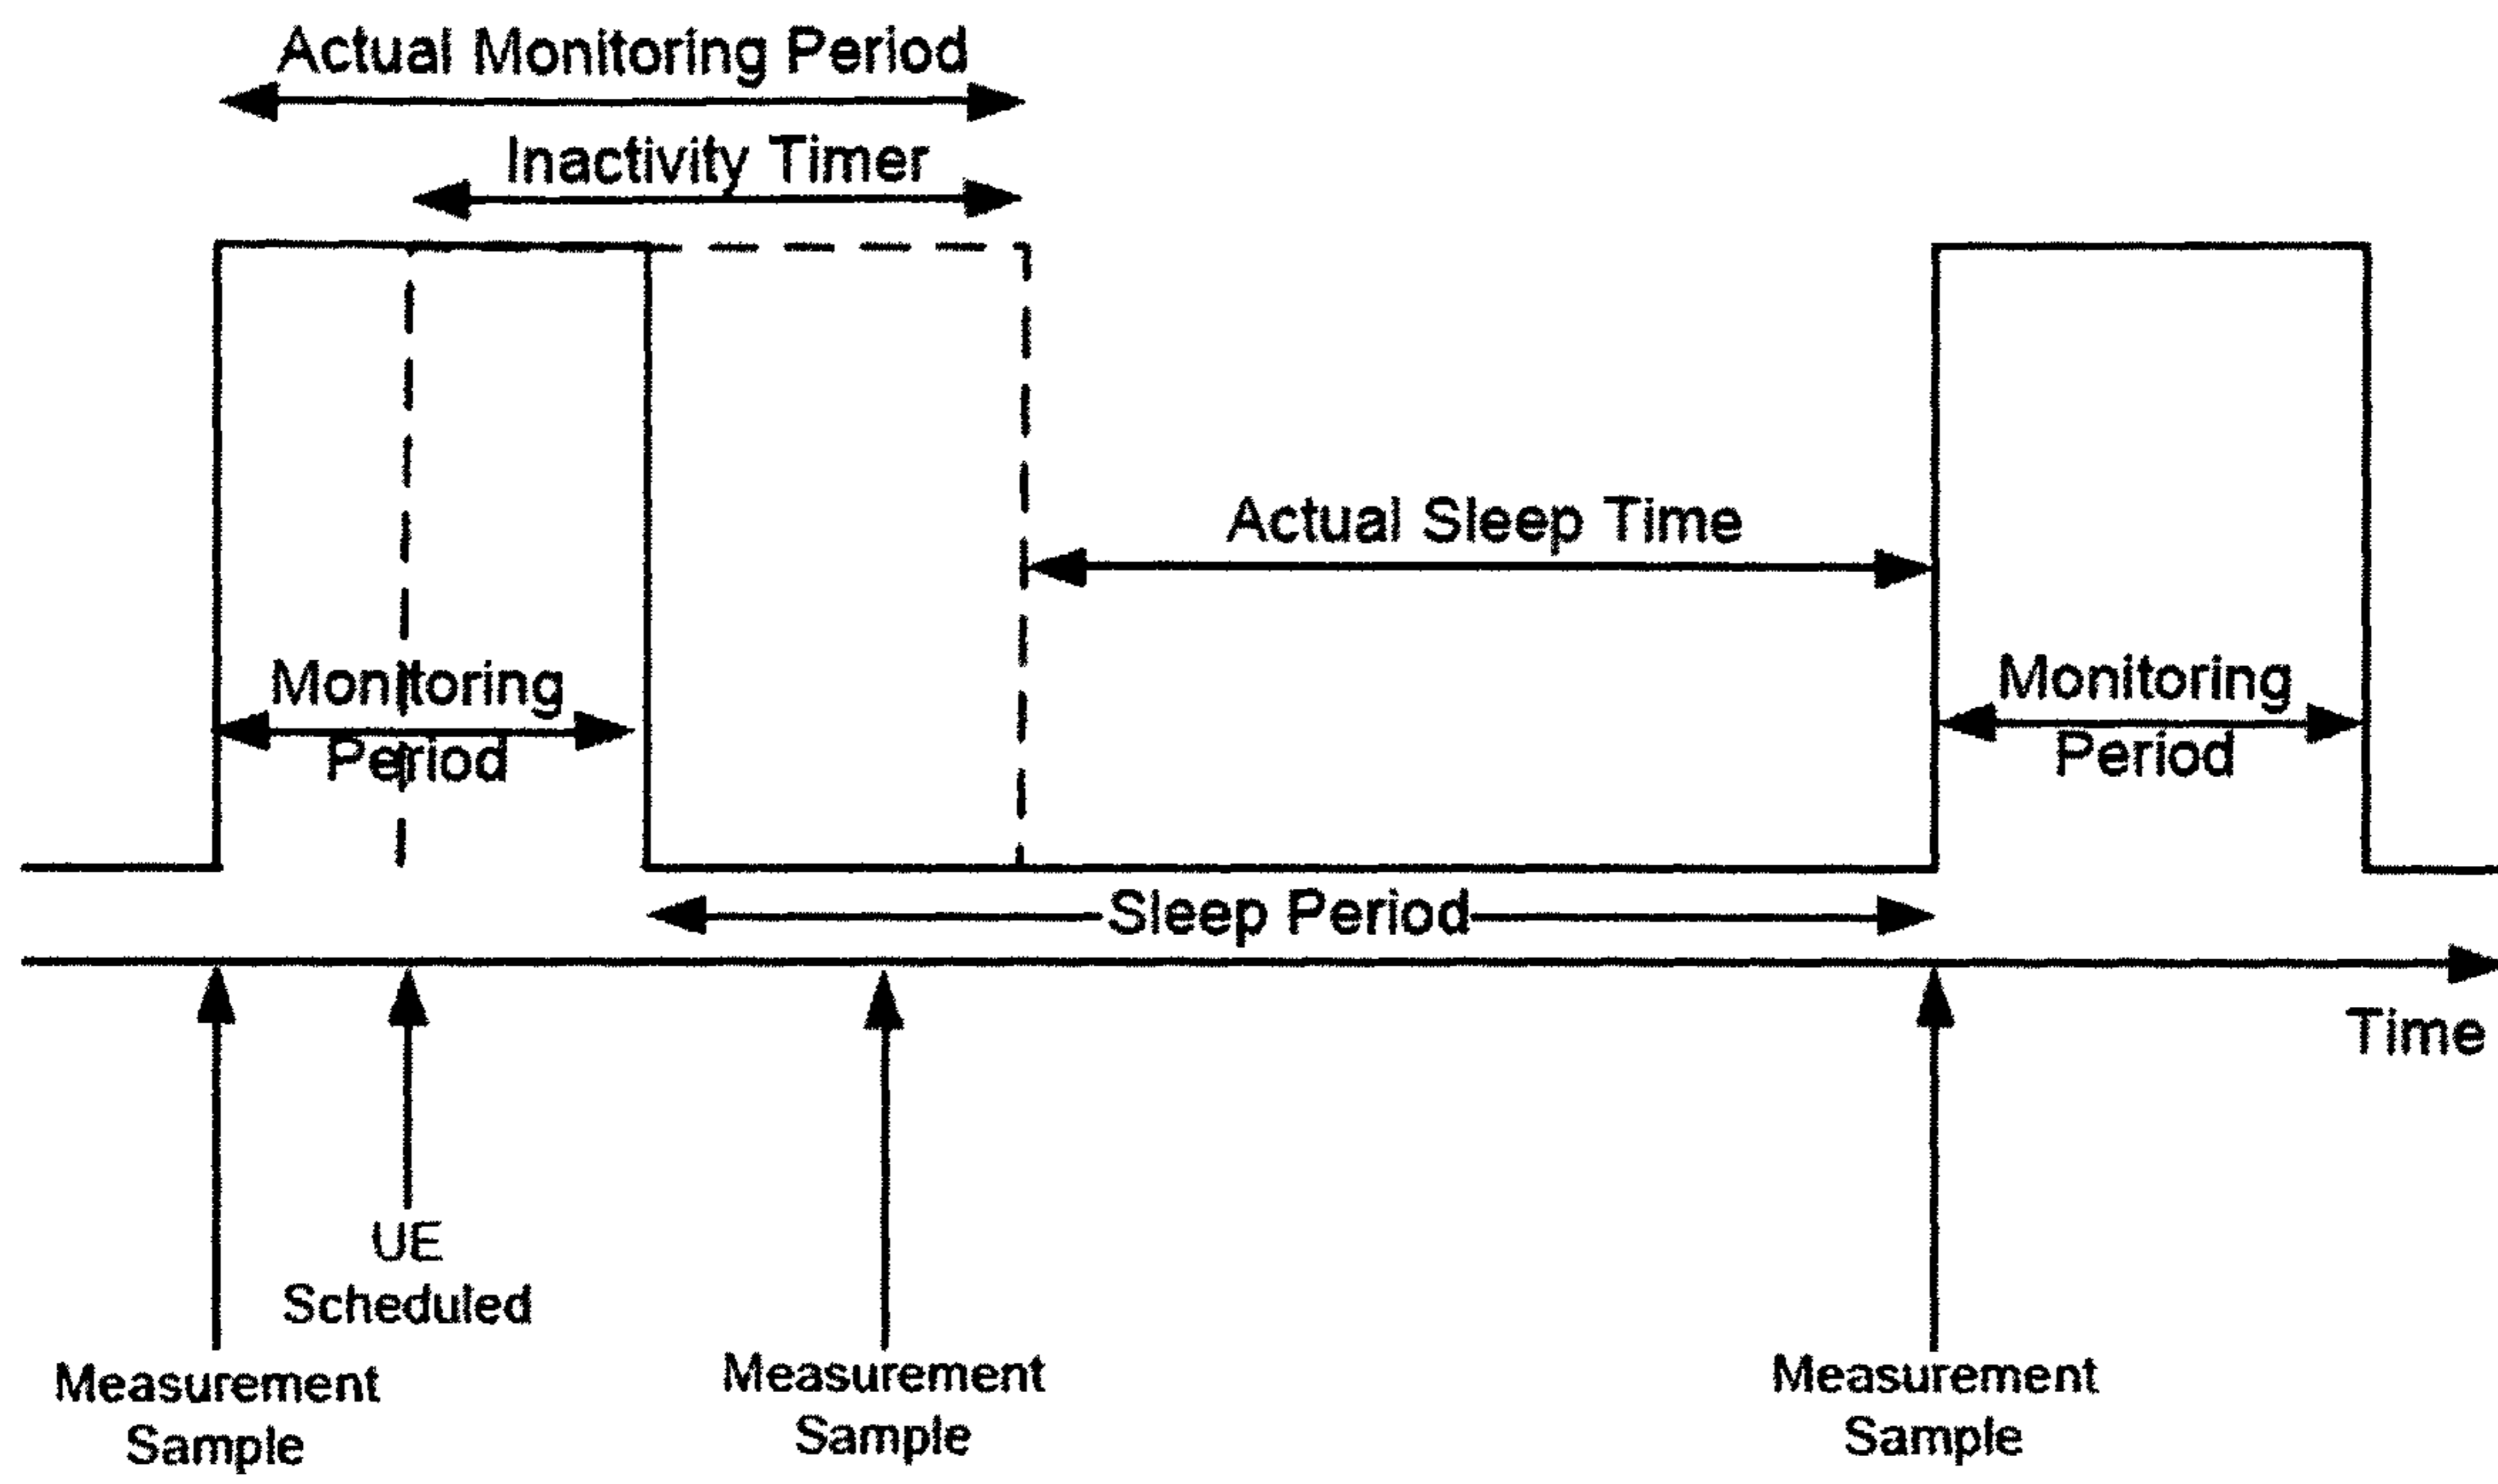 Actual Monitoring Period
Inactivity Timer
Actual Sleep Time
Monitoring
Period
Monitoring
Period
Sleep Period
Time
UE
Scheduled
Measurement
Sample
Measurement
Sample
Measurement
Sample